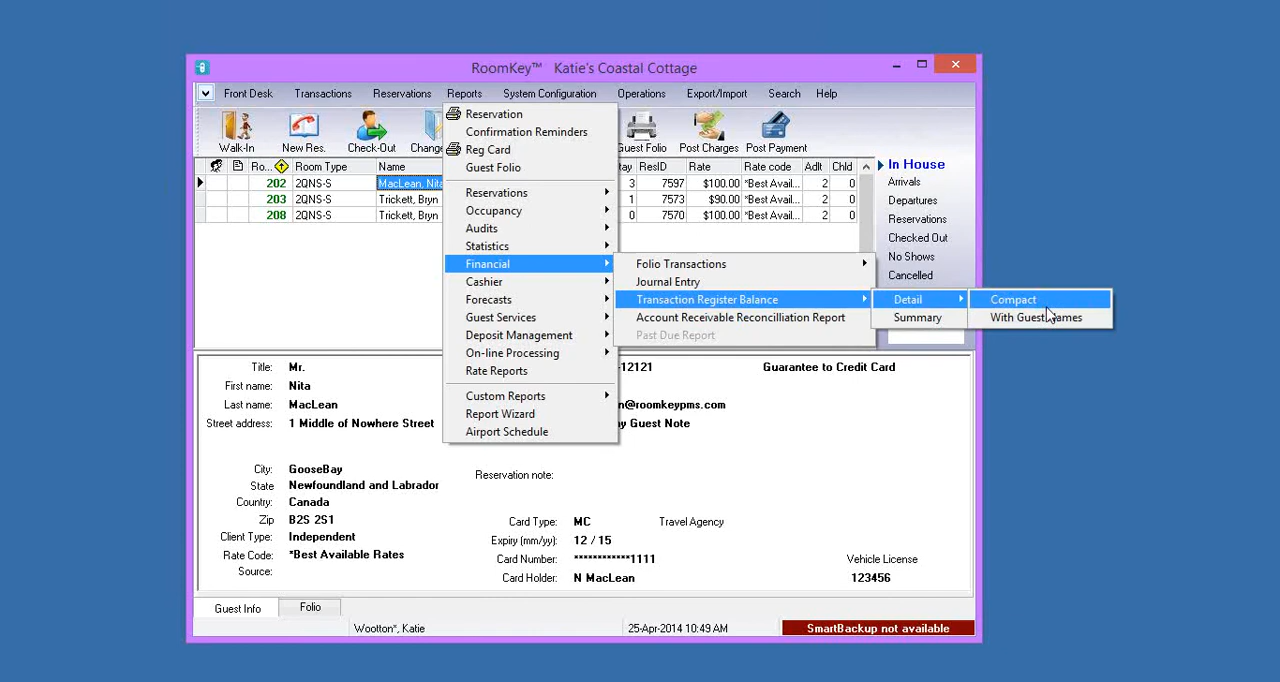 RoomKey™ Katie's Coastal Cottage
Front Desk Transactions Reservations Reports System Configuration Operations Export/Import Search Help
Walk-In New Res. Check-Out Chang Guest Folio Post Charges Post Payment
Ro... Room Type Name tay ResID Rate Rate code Adlt Chld
202 2QNS-S MacLean, Nita 3 7597 $100.00 *Best Avail... 2 0
203 2QNS-S Trickett, Bryn 1 7573 $90.00 *Best Avail... 2 0
208 2QNS-S Trickett, Bryn 0 7570 $100.00 *Best Avail... 2 0
In House
Arrivals
Departures
Reservations
Checked Out
No Shows
Cancelled
Reservation
Confirmation Reminders
Reg Card
Guest Folio
Reservations
Occupancy
Audits
Statistics
Financial
Cashier
Forecasts
Guest Services
Deposit Management
On-line Processing
Rate Reports
Custom Reports
Report Wizard
Airport Schedule
Folio Transactions
Journal Entry
Transaction Register Balance
Account Receivable Reconcilliation Report
Past Due Report
Detail
Summary
Compact
With Guest Names
Title: Mr.
First name: Nita
Last name: MacLean
Street address: 1 Middle of Nowhere Street
City: GooseBay
State Newfoundland and Labrador
Country: Canada
Zip B2S 2S1
Client Type: Independent
Rate Code: *Best Available Rates
Source:
-12121
n@roomkeypms.com
y Guest Note
Reservation note:
Card Type: MC Travel Agency
Expiry (mm/yy): 12 / 15
Card Number: ************1111
Card Holder: N MacLean
Guarantee to Credit Card
Vehicle License
123456
Guest Info Folio
Wootton*, Katie 25-Apr-2014 10:49 AM SmartBackup not available